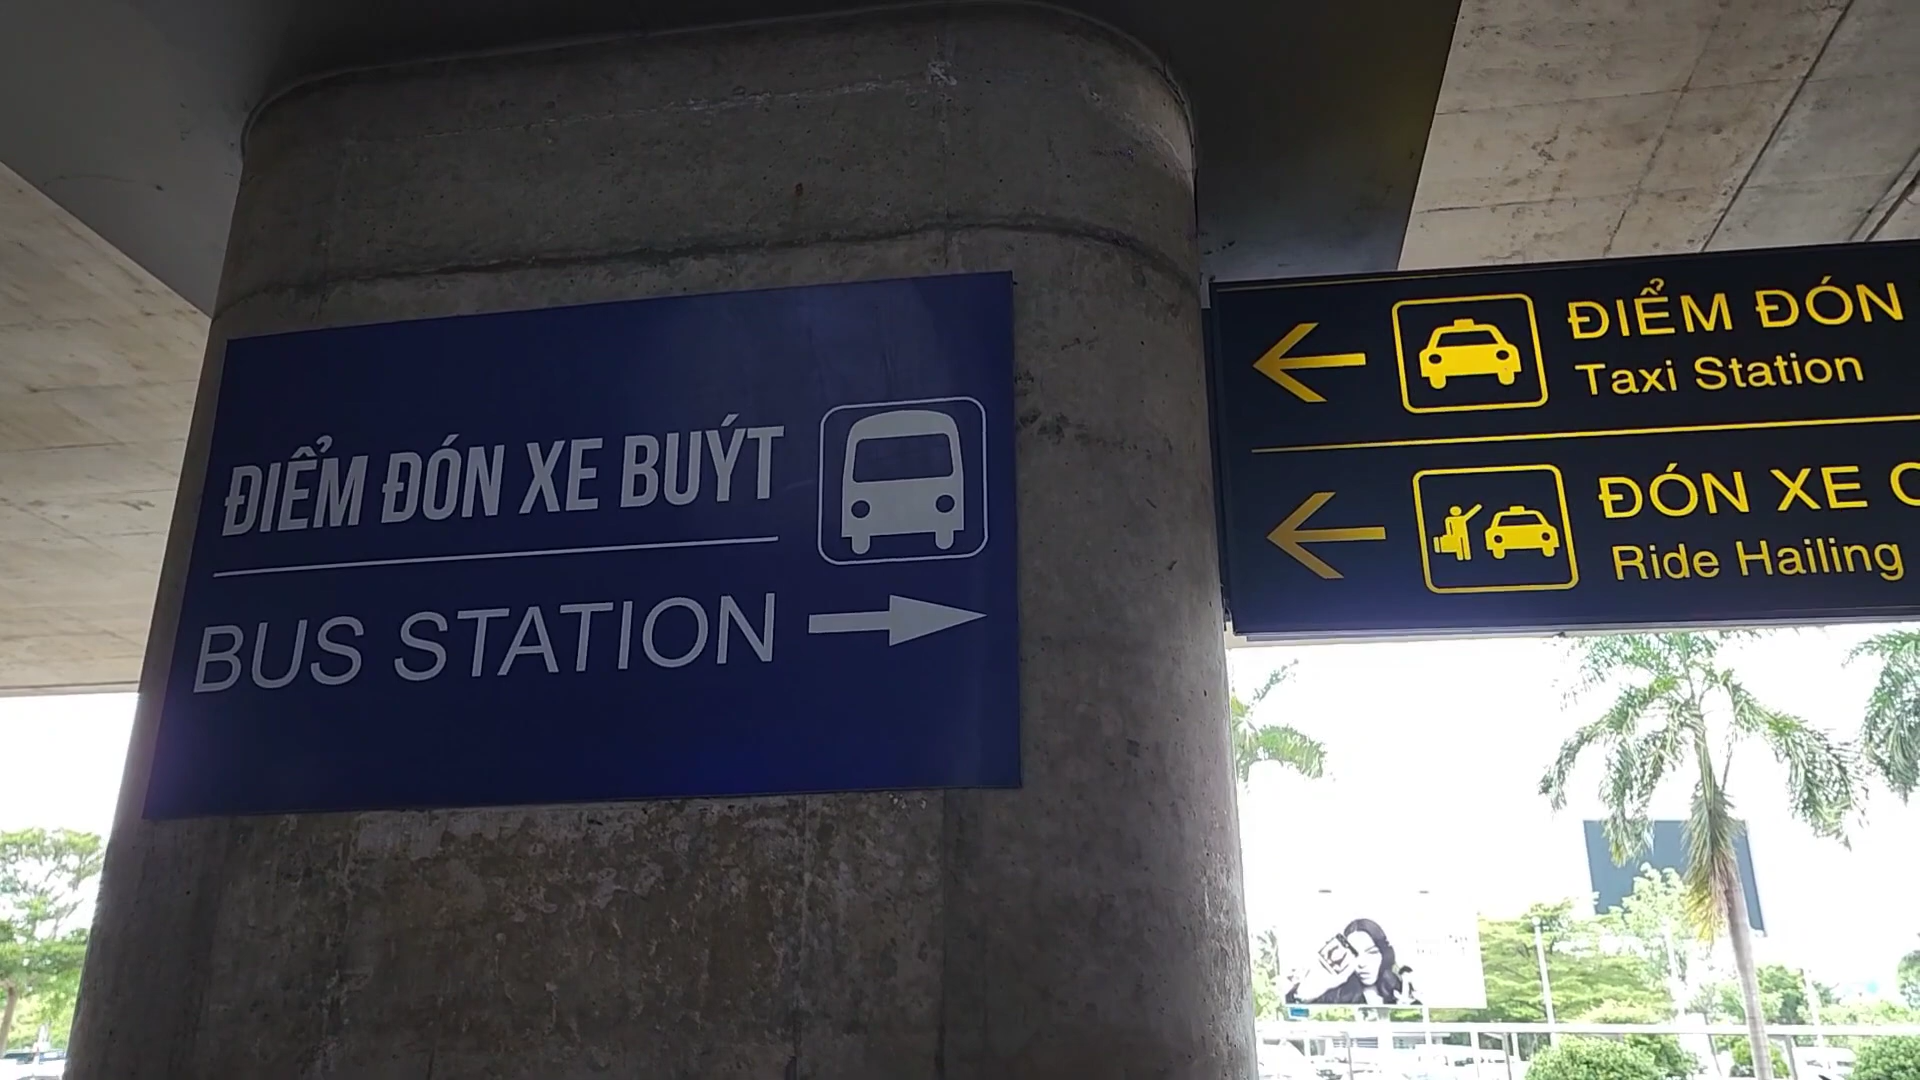 ĐIỂM ĐÓN XE BUÝT
BUS STATION
ĐIỂM ĐÓN
Taxi Station
ĐÓN XE
Ride Hailing